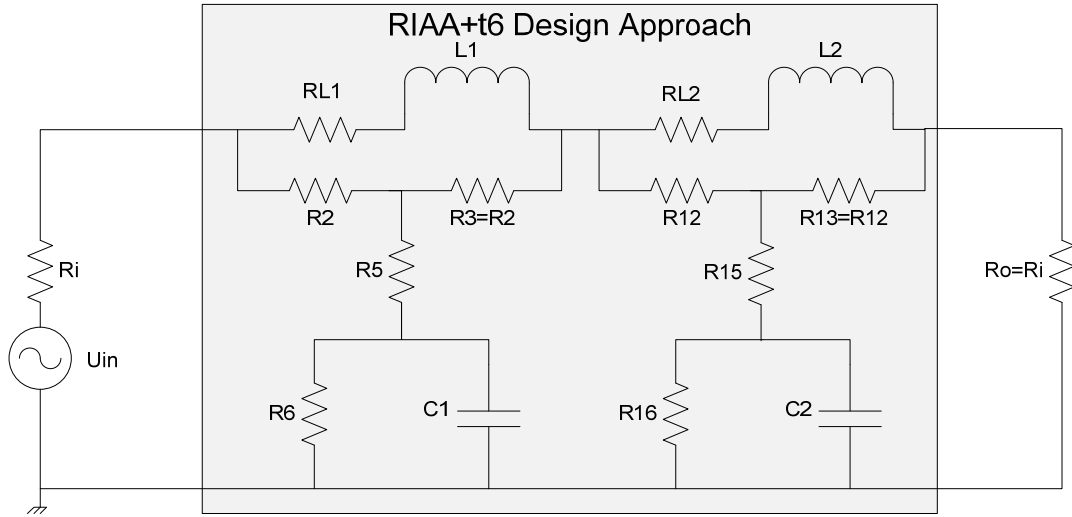 RIAA+t6 Design Approach
L1
L2
RL1
RL2
R2
R3=R2
R12
R13=R12
Ri
R5
R15
Ro=Ri
Uin
R6
C1
R16
C2